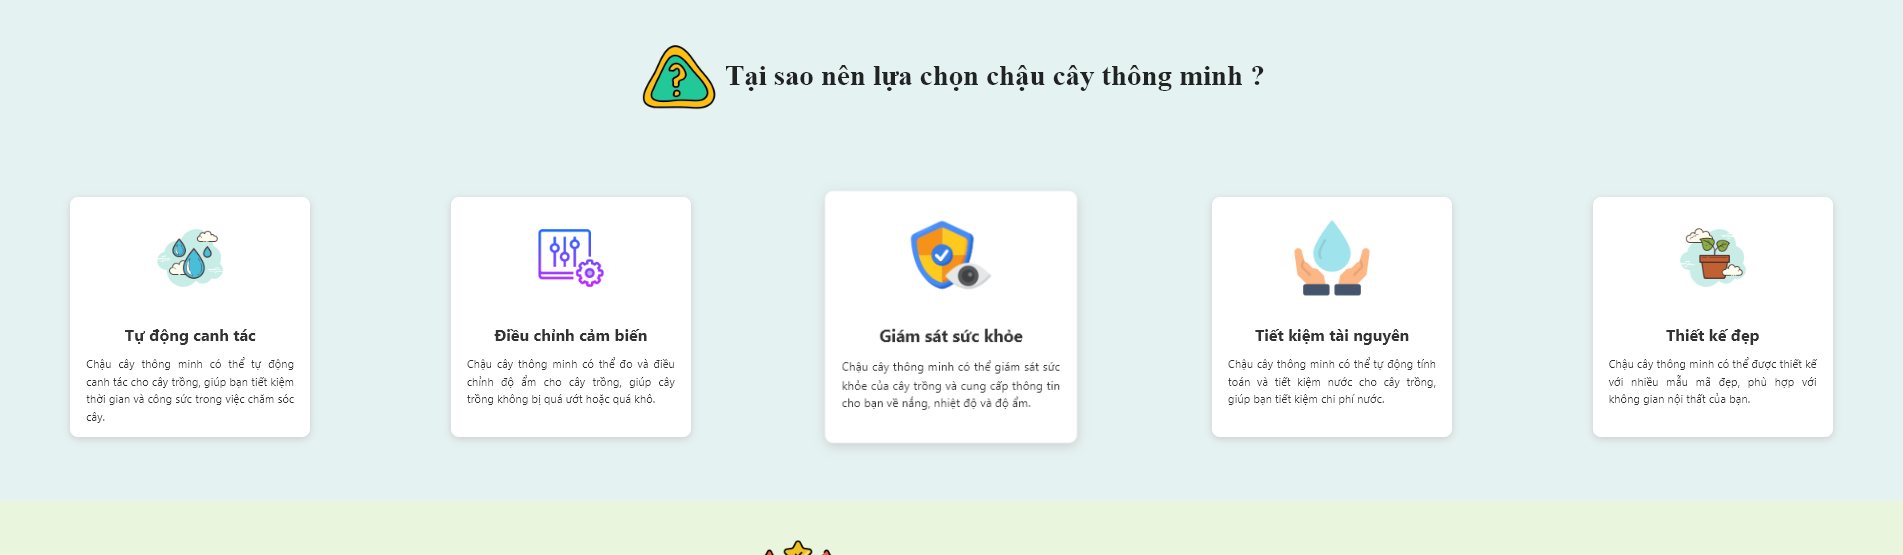 Tại sao nên lựa chọn chậu cây thông minh ?
Tự động canh tác
Chậu cây thông minh có thể tự động
canh tác cho cây trồng, giúp bạn tiết kiệm
thời gian và công sức trong việc chăm sóc
cây.
Điều chỉnh cảm biến
Chậu cây thông minh có thể đo và điều
chỉnh độ ẩm cho cây trồng, giúp cây
trồng không bị quá ướt hoặc quá khô.
Giám sát sức khỏe
Chậu cây thông minh có thể giám sát sức
khỏe của cây trồng và cung cấp thông tin
cho bạn về nắng, nhiệt độ và độ ẩm.
Tiết kiệm tài nguyên
Chậu cây thông minh có thể tự động tính
toán và tiết kiệm nước cho cây trồng,
giúp bạn tiết kiệm chi phí nước.
Thiết kế đẹp
Chậu cây thông minh có thể được thiết kế
với nhiều mẫu mã đẹp, phù hợp với
không gian nội thất của bạn.